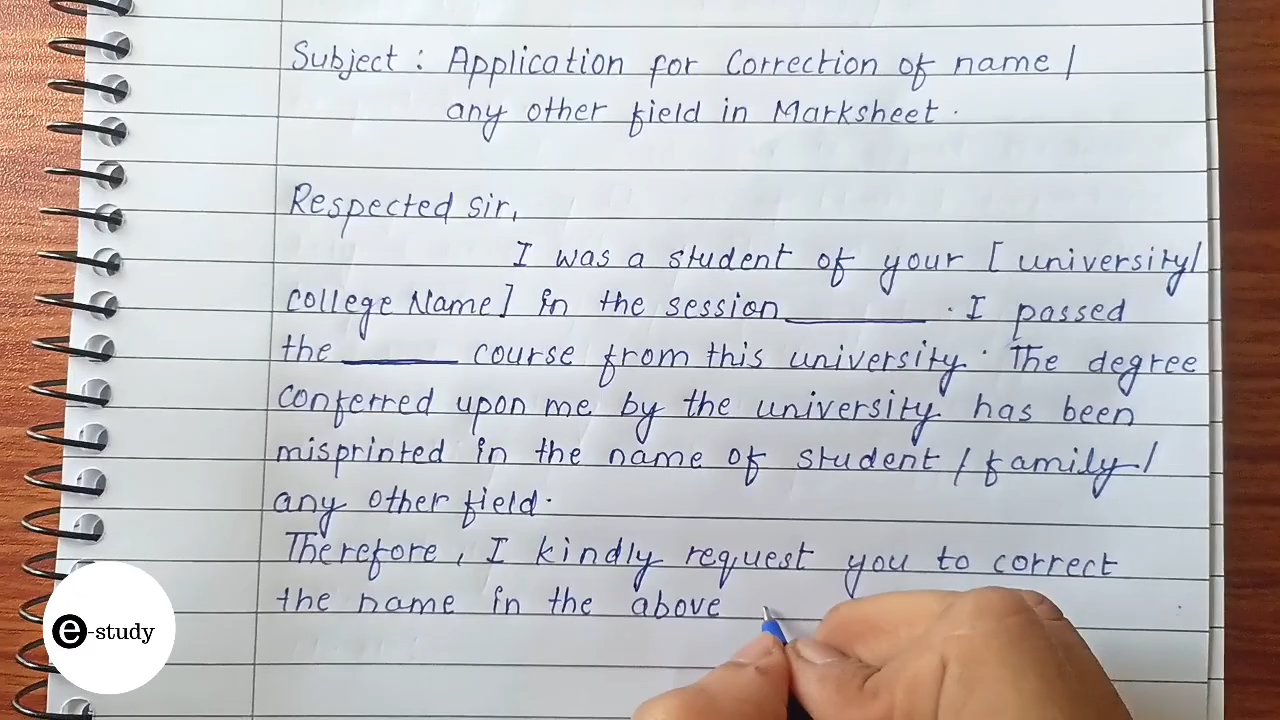 Subject : Application for Correction of name /
any other field in Marksheet .
Respected Sir,
I was a student of your [ university/
college Name] in the session_______ . I passed
the ______ course from this university. The degree
conferred upon me by the university has been
misprinted in the name of student / family /
any other field.
Therefore, I kindly request you to correct
the name in the above
e-study